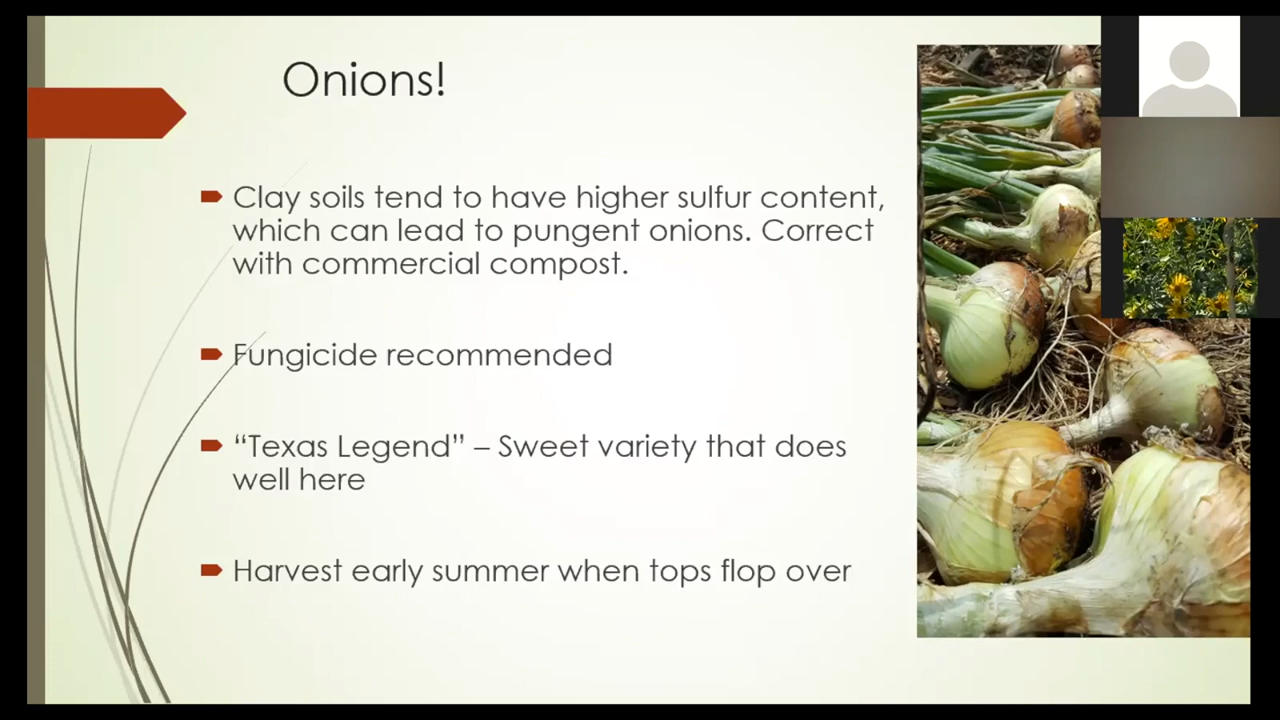 Onions!
Clay soils tend to have higher sulfur content,
which can lead to pungent onions. Correct
with commercial compost.
Fungicide recommended
“Texas Legend” – Sweet variety that does
well here
Harvest early summer when tops flop over